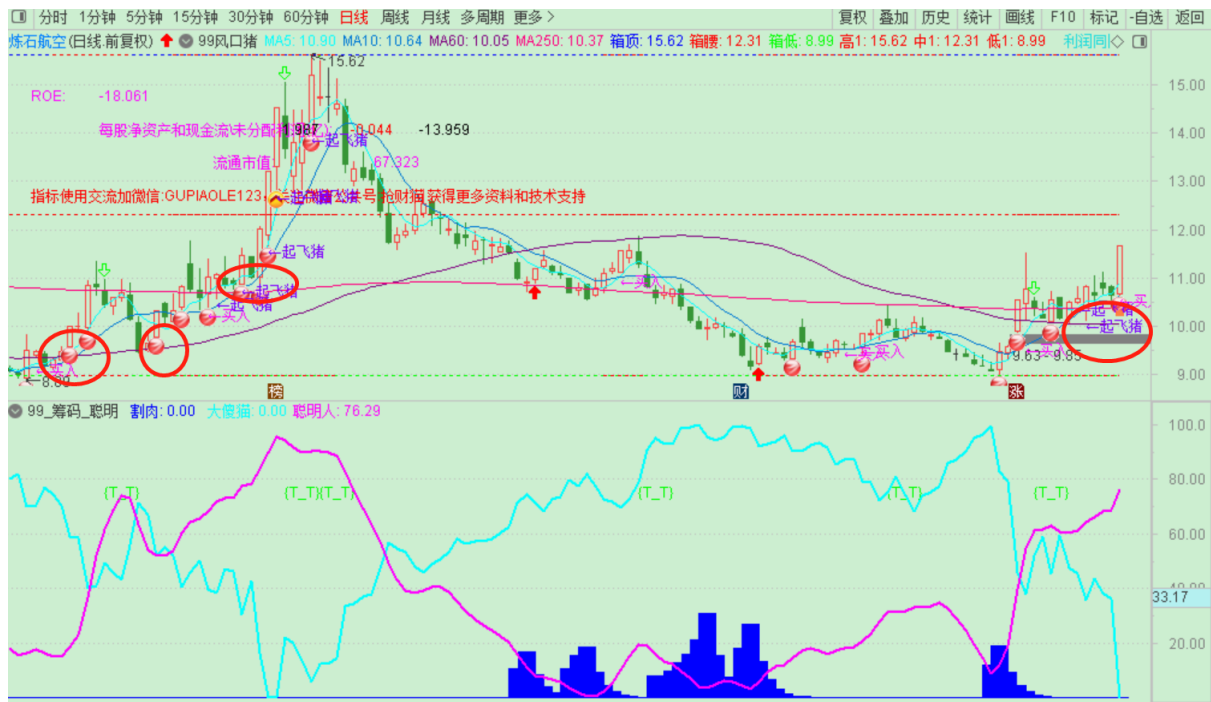 分时 1分钟 5分钟 15分钟 30分钟 60分钟 日线 周线 月线 多周期 更多 复权 叠加 历史 统计 画线 F10 标记 -自选 返回
炼石航空(日线.前复权) 99风口猪 MA5: 10.90 MA10: 10.64 MA60: 10.05 MA250: 10.37 箱顶: 15.62 箱腰: 12.31 箱低: 8.99 高1: 15.62 中1: 12.31 低1: 8.99 利润同
15.62
15.00
ROE: -18.061
每股净资产和现金流\未分配 1.987 -0.044 -13.959
14.00
←起飞猪
流通市值: 67.323
13.00
指标使用交流加微信:GUPIAOLE123 号 抢财猫 获得更多资料和技术支持
12.00
←起飞猪
11.00
←买入
←起飞猪
←买入
←买
←起飞猪
10.00
←买入
←买入
9.63 9.85
←买入
8.80
9.00
榜 财 涨
99_筹码_聪明 割肉: 0.00 大傻猫: 0.00 聪明人: 76.29
100.0
80.00
(T_T) (T_T)(T_T) (T_T) (T_T) (T_T)
60.00
40.00
33.17
20.00